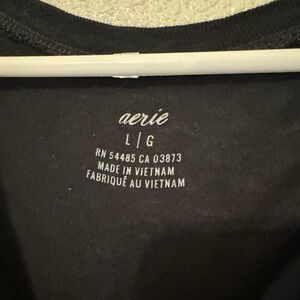 aerie
L | G
RN 54485 CA 03873
MADE IN VIETNAM
FABRIQUÉ AU VIETNAM